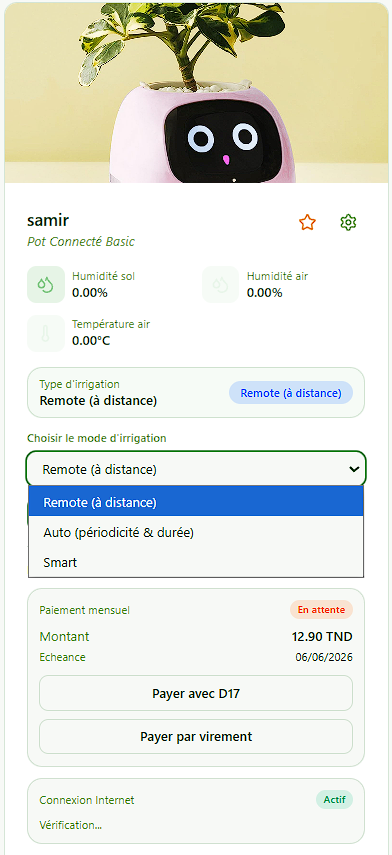 samir
Pot Connecté Basic
Humidité sol
0.00%
Humidité air
0.00%
Température air
0.00°C
Type d'irrigation
Remote (à distance)
Remote (à distance)
Choisir le mode d'irrigation
Remote (à distance)
Remote (à distance)
Auto (périodicité & durée)
Smart
Paiement mensuel
En attente
Montant
12.90 TND
Echeance
06/06/2026
Payer avec D17
Payer par virement
Connexion Internet
Actif
Vérification...